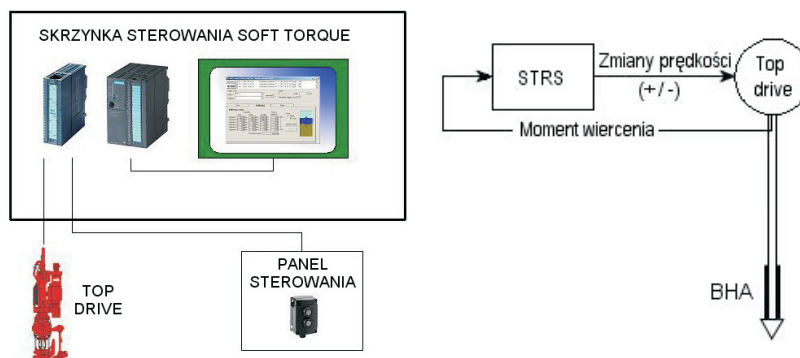 SKRZYNKA STEROWANIA SOFT TORQUE
TOP
DRIVE
PANEL
STEROWANIA
STRS
Zmiany prędkości
(+/-)
Top
drive
Moment wiercenia
BHA